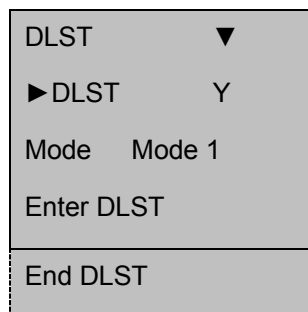 DLST ▼
►DLST Y
Mode Mode 1
Enter DLST
End DLST